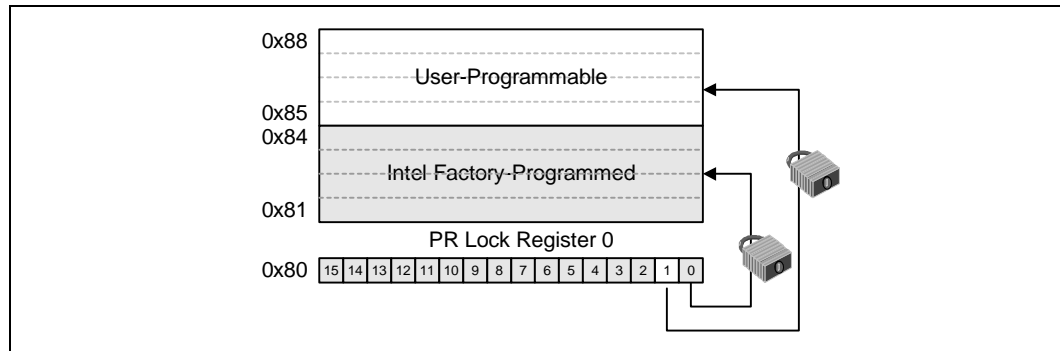 0x88
User-Programmable
0x85
0x84
Intel Factory-Programmed
0x81
PR Lock Register 0
0x80 15 14 13 12 11 10 9 8 7 6 5 4 3 2 1 0